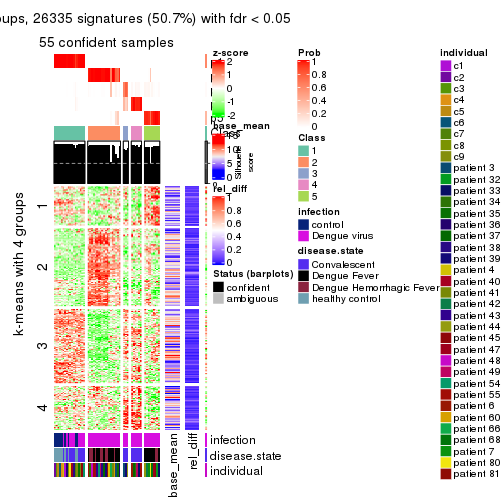 oups, 26335 signatures (50.7%) with fdr < 0.05
55 confident samples
k-means with 4 groups
1
2
3
4
z-score
2
1
0
-1
-2
base_mean
15
10
5
0
Silhouette
score
rel_diff
1
0.8
0.6
0.4
0.2
0
Status (barplots)
confident
ambiguous
Class
Prob
1
0.8
0.6
0.4
0.2
0
Class
1
2
3
4
5
infection
control
Dengue virus
disease.state
Convalescent
Dengue Fever
Dengue Hemorrhagic Fever
healthy control
individual
c1
c2
c3
c4
c5
c6
c7
c8
c9
patient 3
patient 32
patient 33
patient 34
patient 35
patient 36
patient 37
patient 38
patient 39
patient 4
patient 40
patient 41
patient 42
patient 43
patient 44
patient 45
patient 47
patient 48
patient 49
patient 54
patient 55
patient 6
patient 60
patient 66
patient 68
patient 7
patient 80
patient 81
infection
disease.state
individual
base_mean
rel_diff